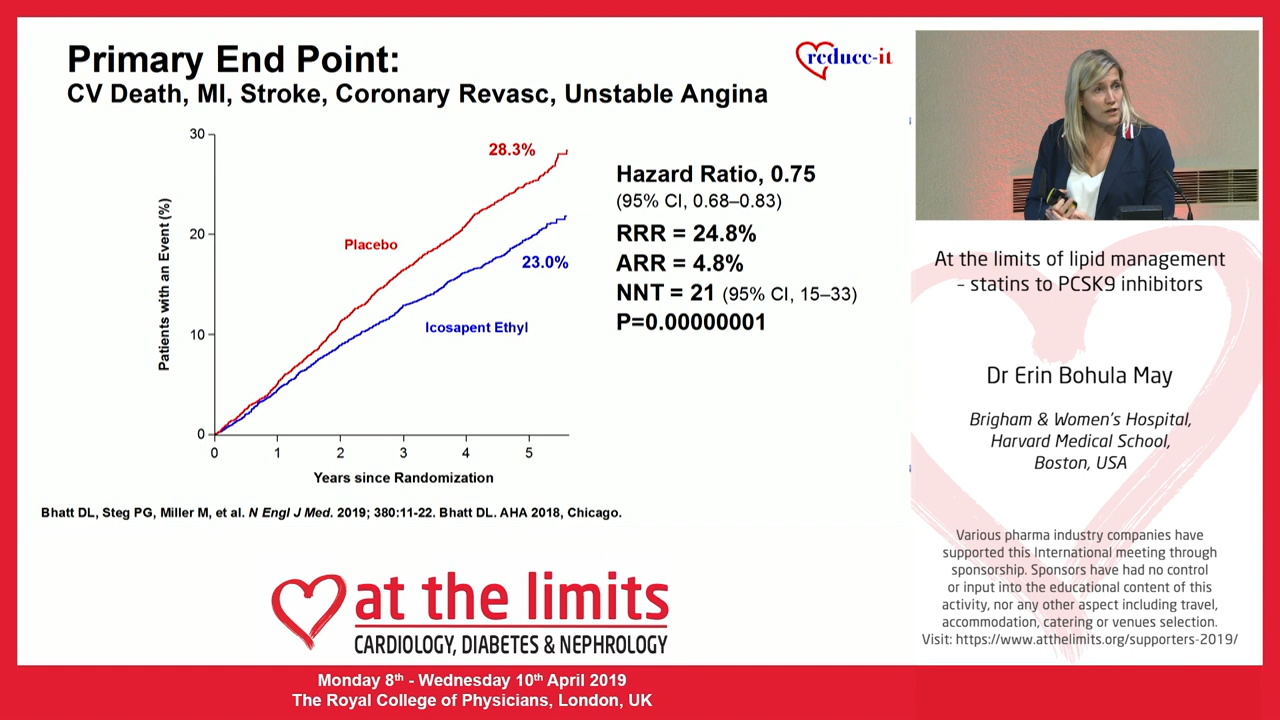 Primary End Point:
CV Death, MI, Stroke, Coronary Revasc, Unstable Angina
reduce-it
30
20
10
0
Patients with an Event (%)
28.3%
Placebo
23.0%
Icosapent Ethyl
0 1 2 3 4 5
Years since Randomization
Hazard Ratio, 0.75
(95% CI, 0.68–0.83)
RRR = 24.8%
ARR = 4.8%
NNT = 21 (95% CI, 15–33)
P=0.00000001
Bhatt DL, Steg PG, Miller M, et al. N Engl J Med. 2019; 380:11-22. Bhatt DL. AHA 2018, Chicago.
at the limits
CARDIOLOGY, DIABETES & NEPHROLOGY
Monday 8th - Wednesday 10th April 2019
The Royal College of Physicians, London, UK
At the limits of lipid management
– statins to PCSK9 inhibitors
Dr Erin Bohula May
Brigham & Women's Hospital,
Harvard Medical School,
Boston, USA
Various pharma industry companies have
supported this International meeting through
sponsorship. Sponsors have had no control
or input into the educational content of this
activity, nor any other aspect including travel,
accommodation, catering or venues selection.
Visit: https://www.atthelimits.org/supporters-2019/